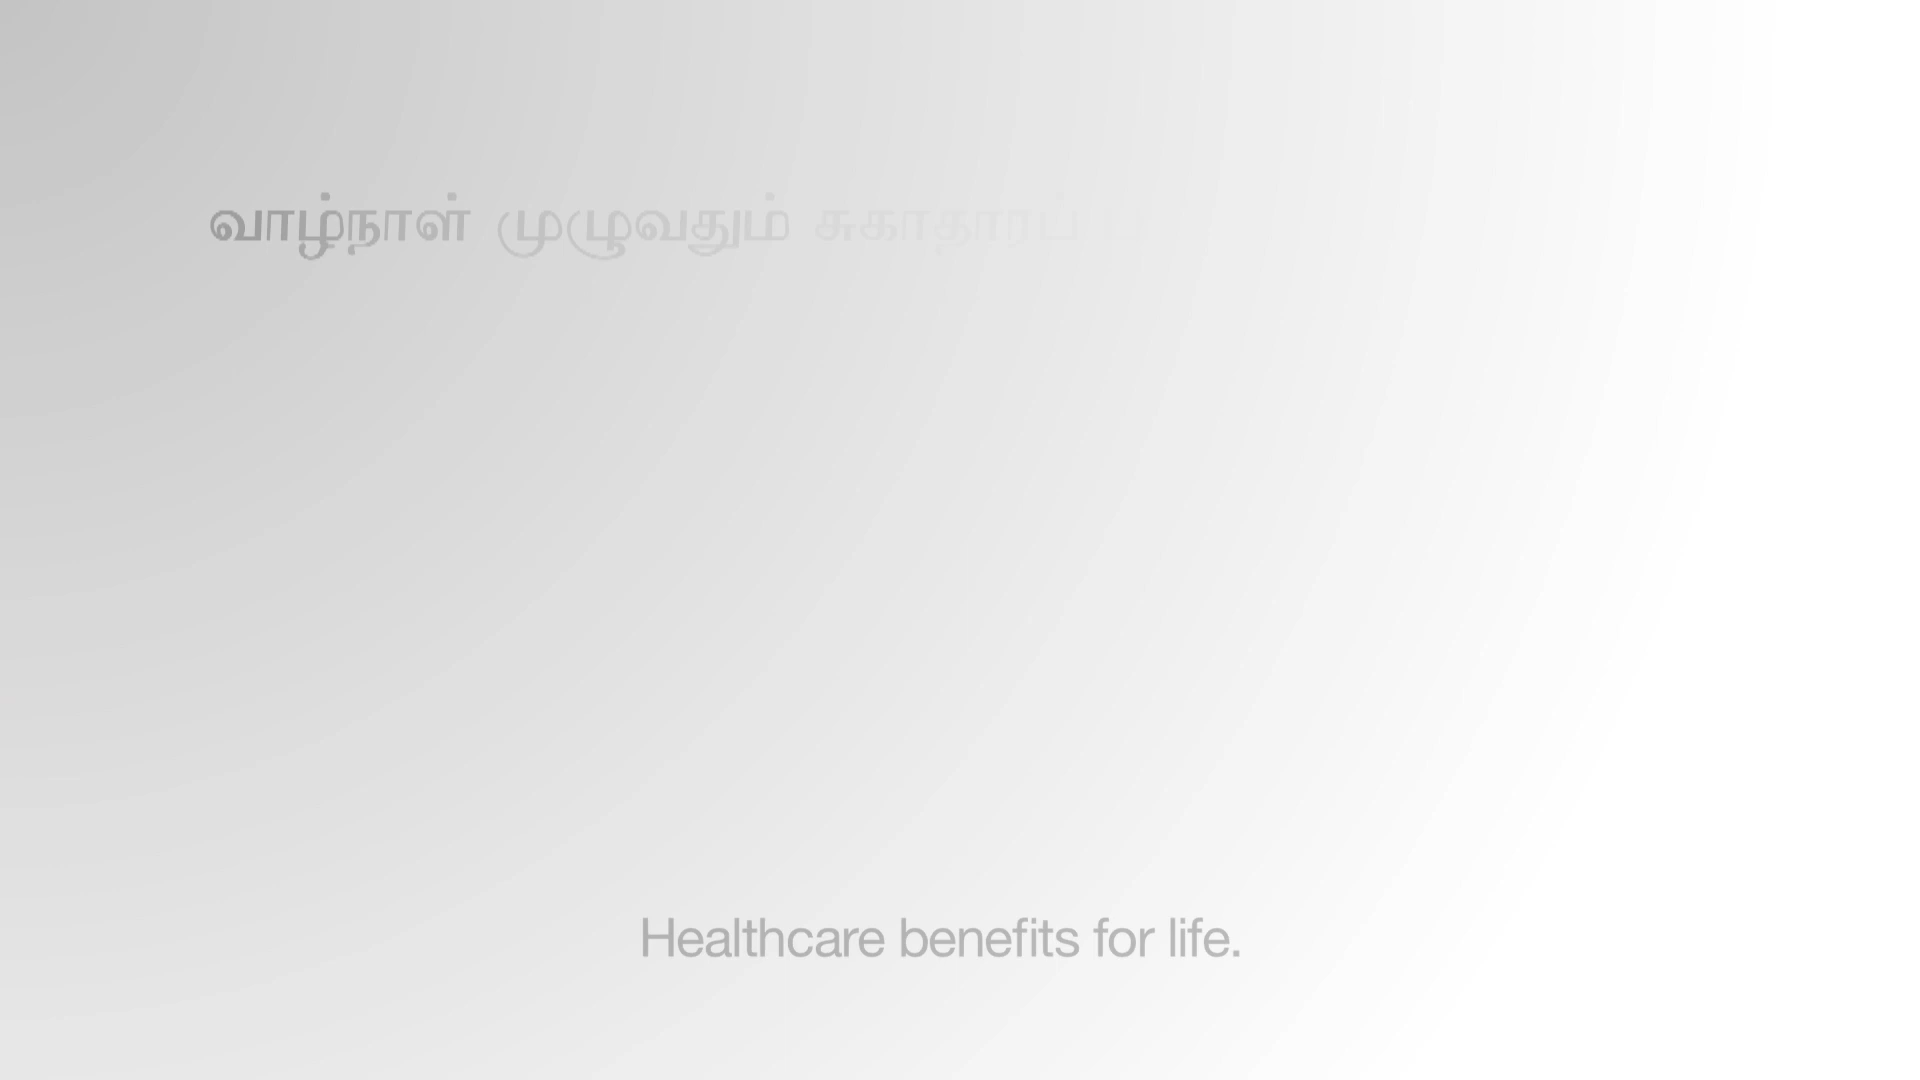 வாழ்நாள் முழுவதும் சுகாதாரப்
Healthcare benefits for life.